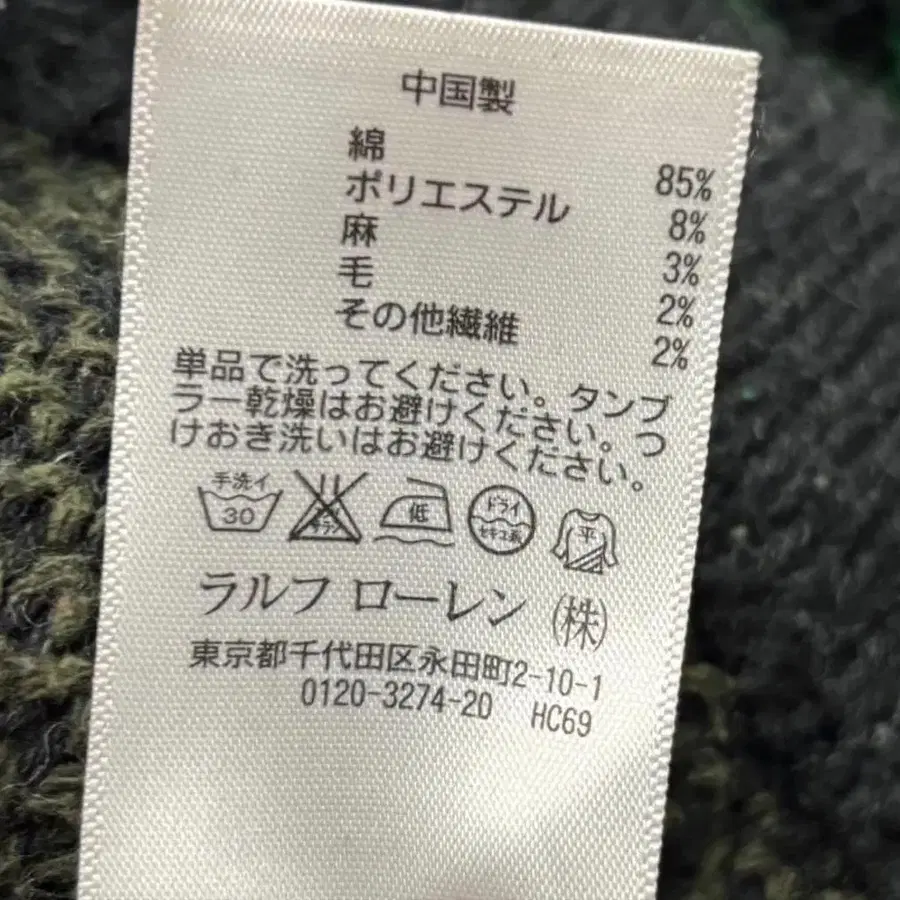 中国製
綿 85%
ポリエステル 8%
麻 3%
毛 2%
その他繊維 2%
単品で洗ってください。タンブ
ラー乾燥はお避けください。つ
けおき洗いはお避けください。
手洗イ 30 低 ドライ セキユ系 平
ラルフ ローレン (株)
東京都千代田区永田町2-10-1
0120-3274-20 HC69